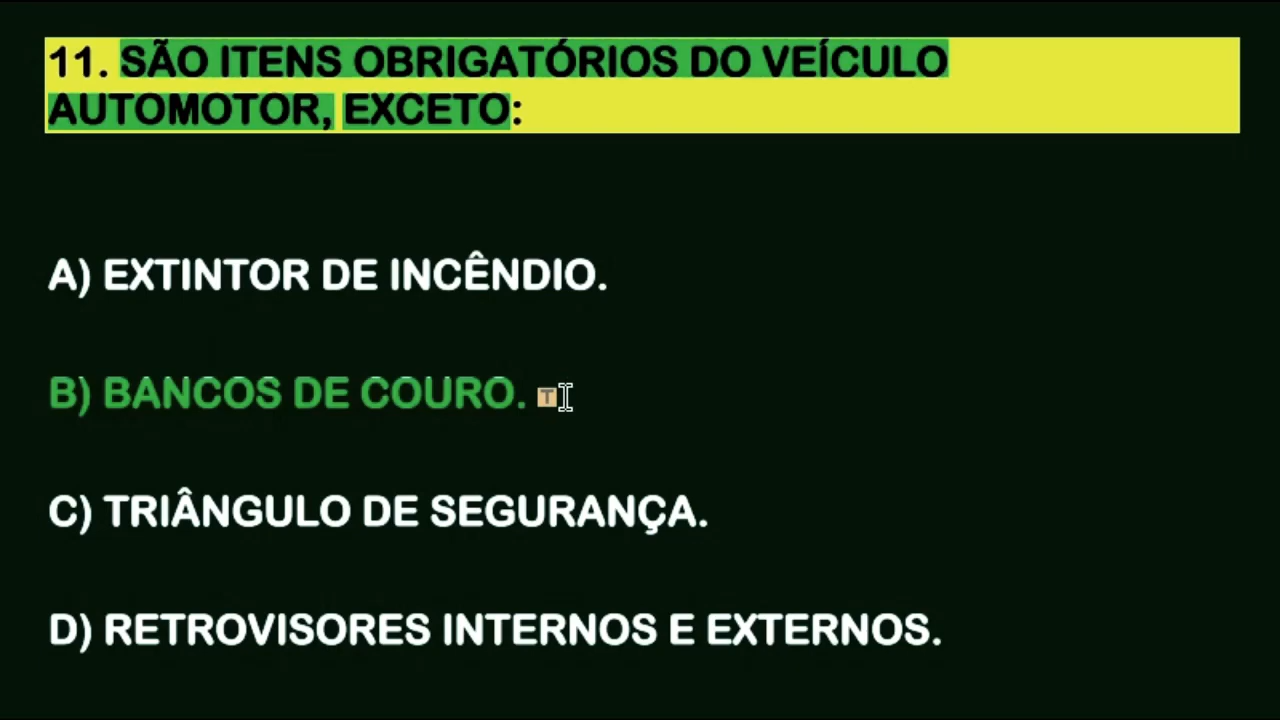 11. SÃO ITENS OBRIGATÓRIOS DO VEÍCULO
AUTOMOTOR, EXCETO:
A) EXTINTOR DE INCÊNDIO.
B) BANCOS DE COURO. T
C) TRIÂNGULO DE SEGURANÇA.
D) RETROVISORES INTERNOS E EXTERNOS.